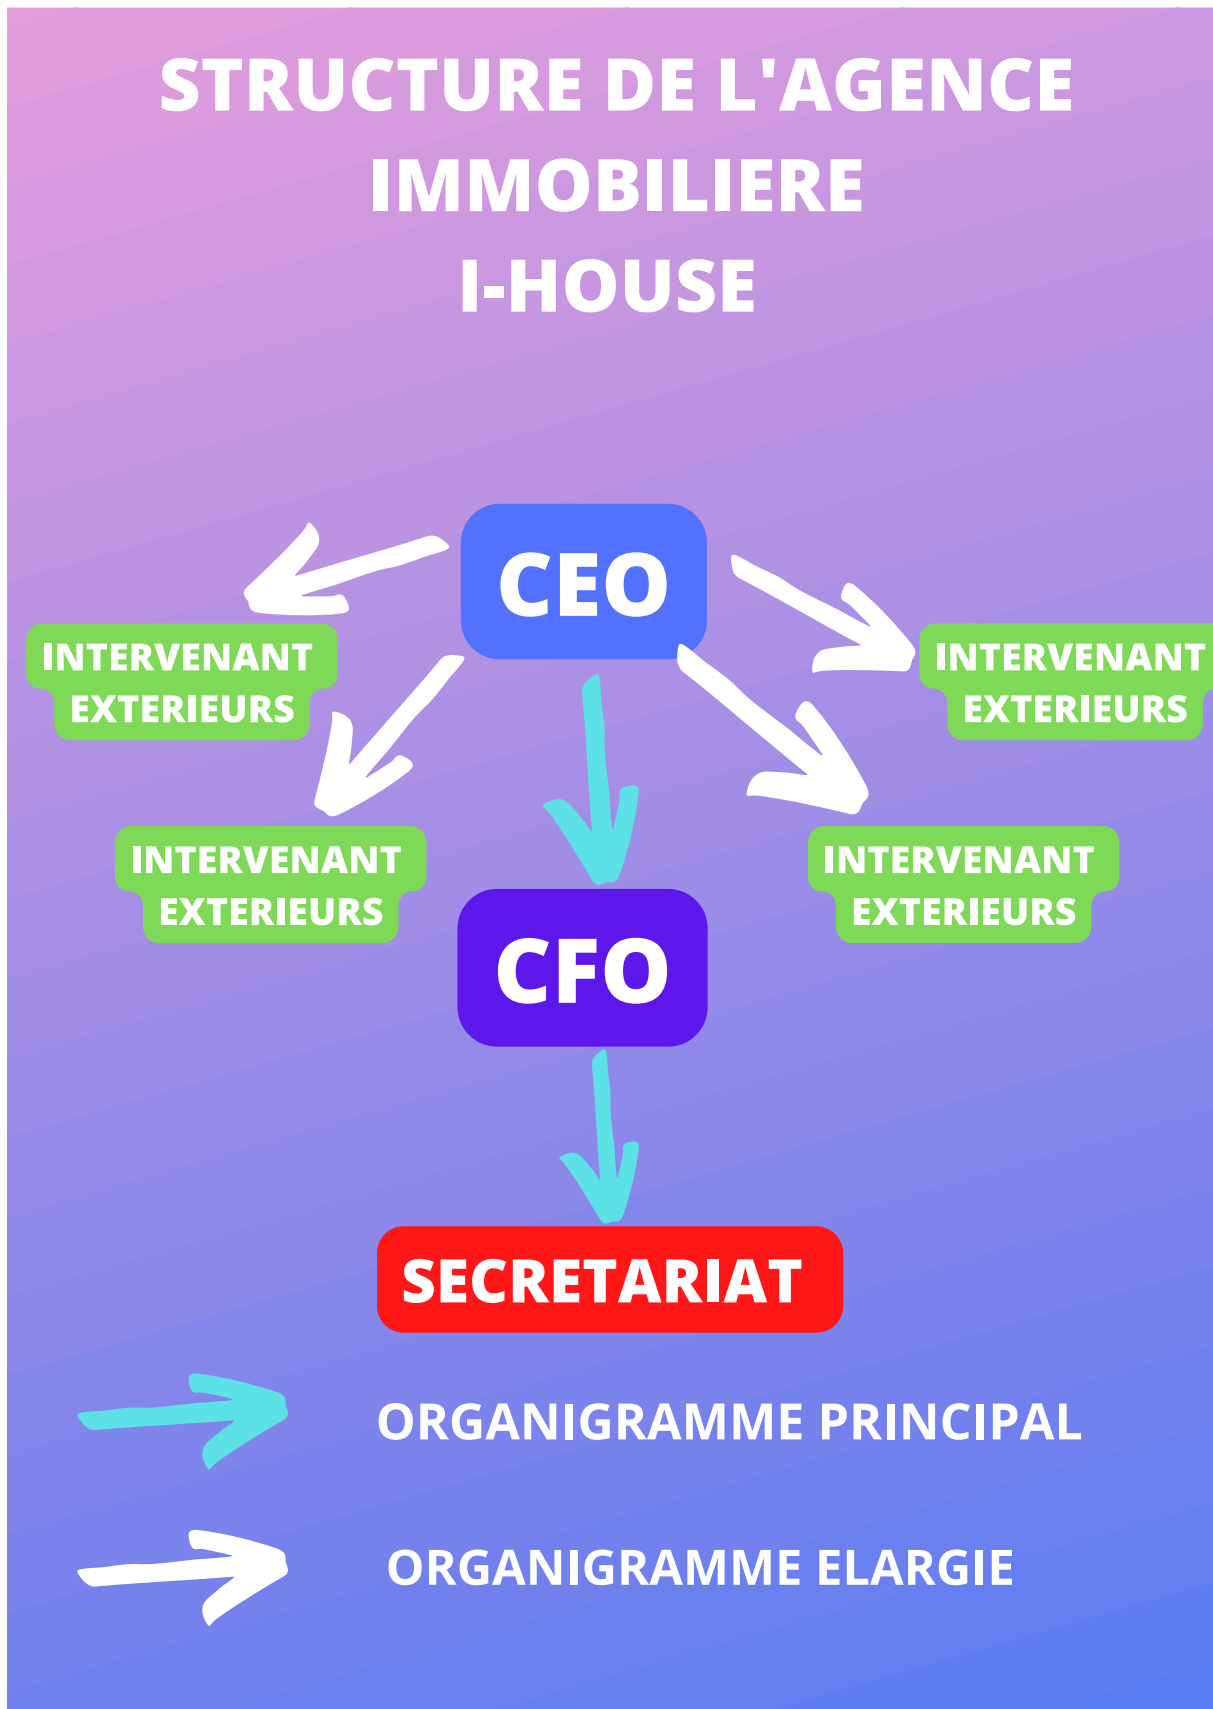 STRUCTURE DE L'AGENCE
IMMOBILIERE
I-HOUSE
CEO
INTERVENANT
EXTERIEURS
INTERVENANT
EXTERIEURS
INTERVENANT
EXTERIEURS
INTERVENANT
EXTERIEURS
CFO
SECRETARIAT
ORGANIGRAMME PRINCIPAL
ORGANIGRAMME ELARGIE